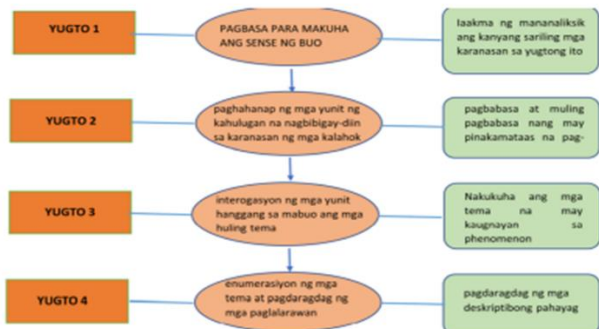 YUGTO 1
PAGBASA PARA MAKUHA
ANG SENSE NG BUO
Iaakma ng mananaliksik
ang kanyang sariling mga
karanasan sa yugtong ito
YUGTO 2
paghahanap ng mga yunit ng
kahulugan na nagbibigay-diin
sa karanasan ng mga kalahok
pagbabasa at muling
pagbabasa nang may
pinakamataas na pag-
YUGTO 3
interogasyon ng mga yunit
hanggang sa mabuo ang mga
huling tema
Nakukuha ang mga
tema na may
kaugnayan sa
phenomenon
YUGTO 4
enumerasiyon ng mga
tema at pagdaragdag ng
mga paglalarawan
pagdaragdag ng mga
deskriptibong pahayag